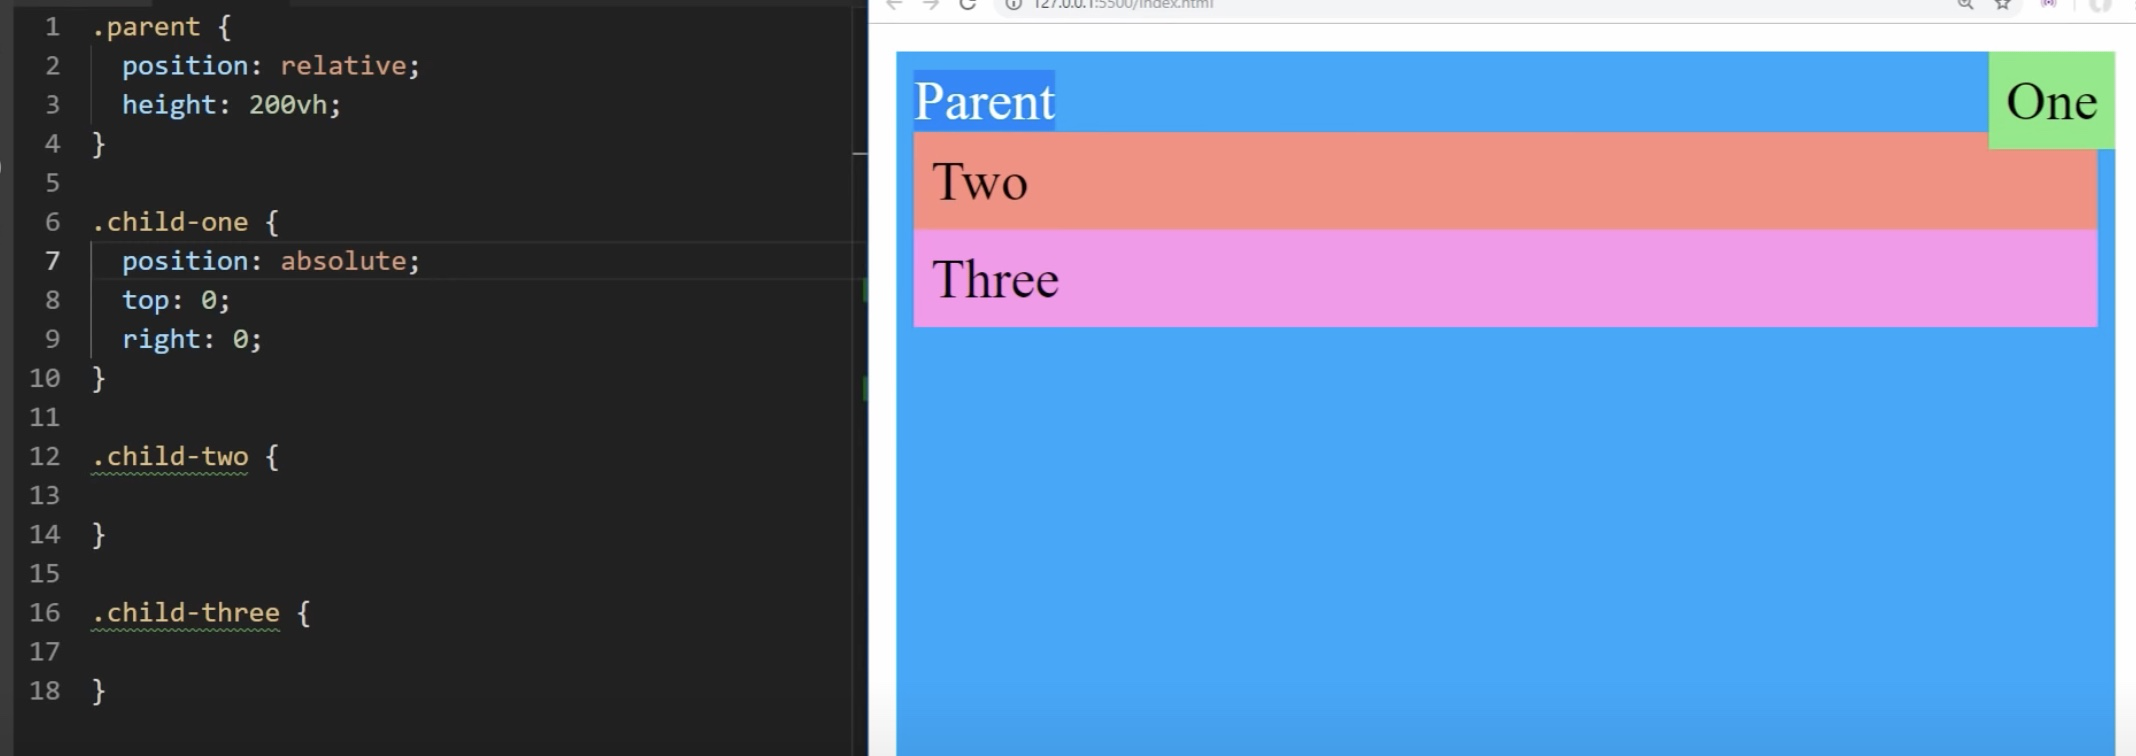 1 .parent {
2 position: relative;
3 height: 200vh;
4 }
5
6 .child-one {
7 position: absolute;
8 top: 0;
9 right: 0;
10 }
11
12 .child-two {
13
14 }
15
16 .child-three {
17
18 }
127.0.0.1:5500/index.html
Parent
One
Two
Three